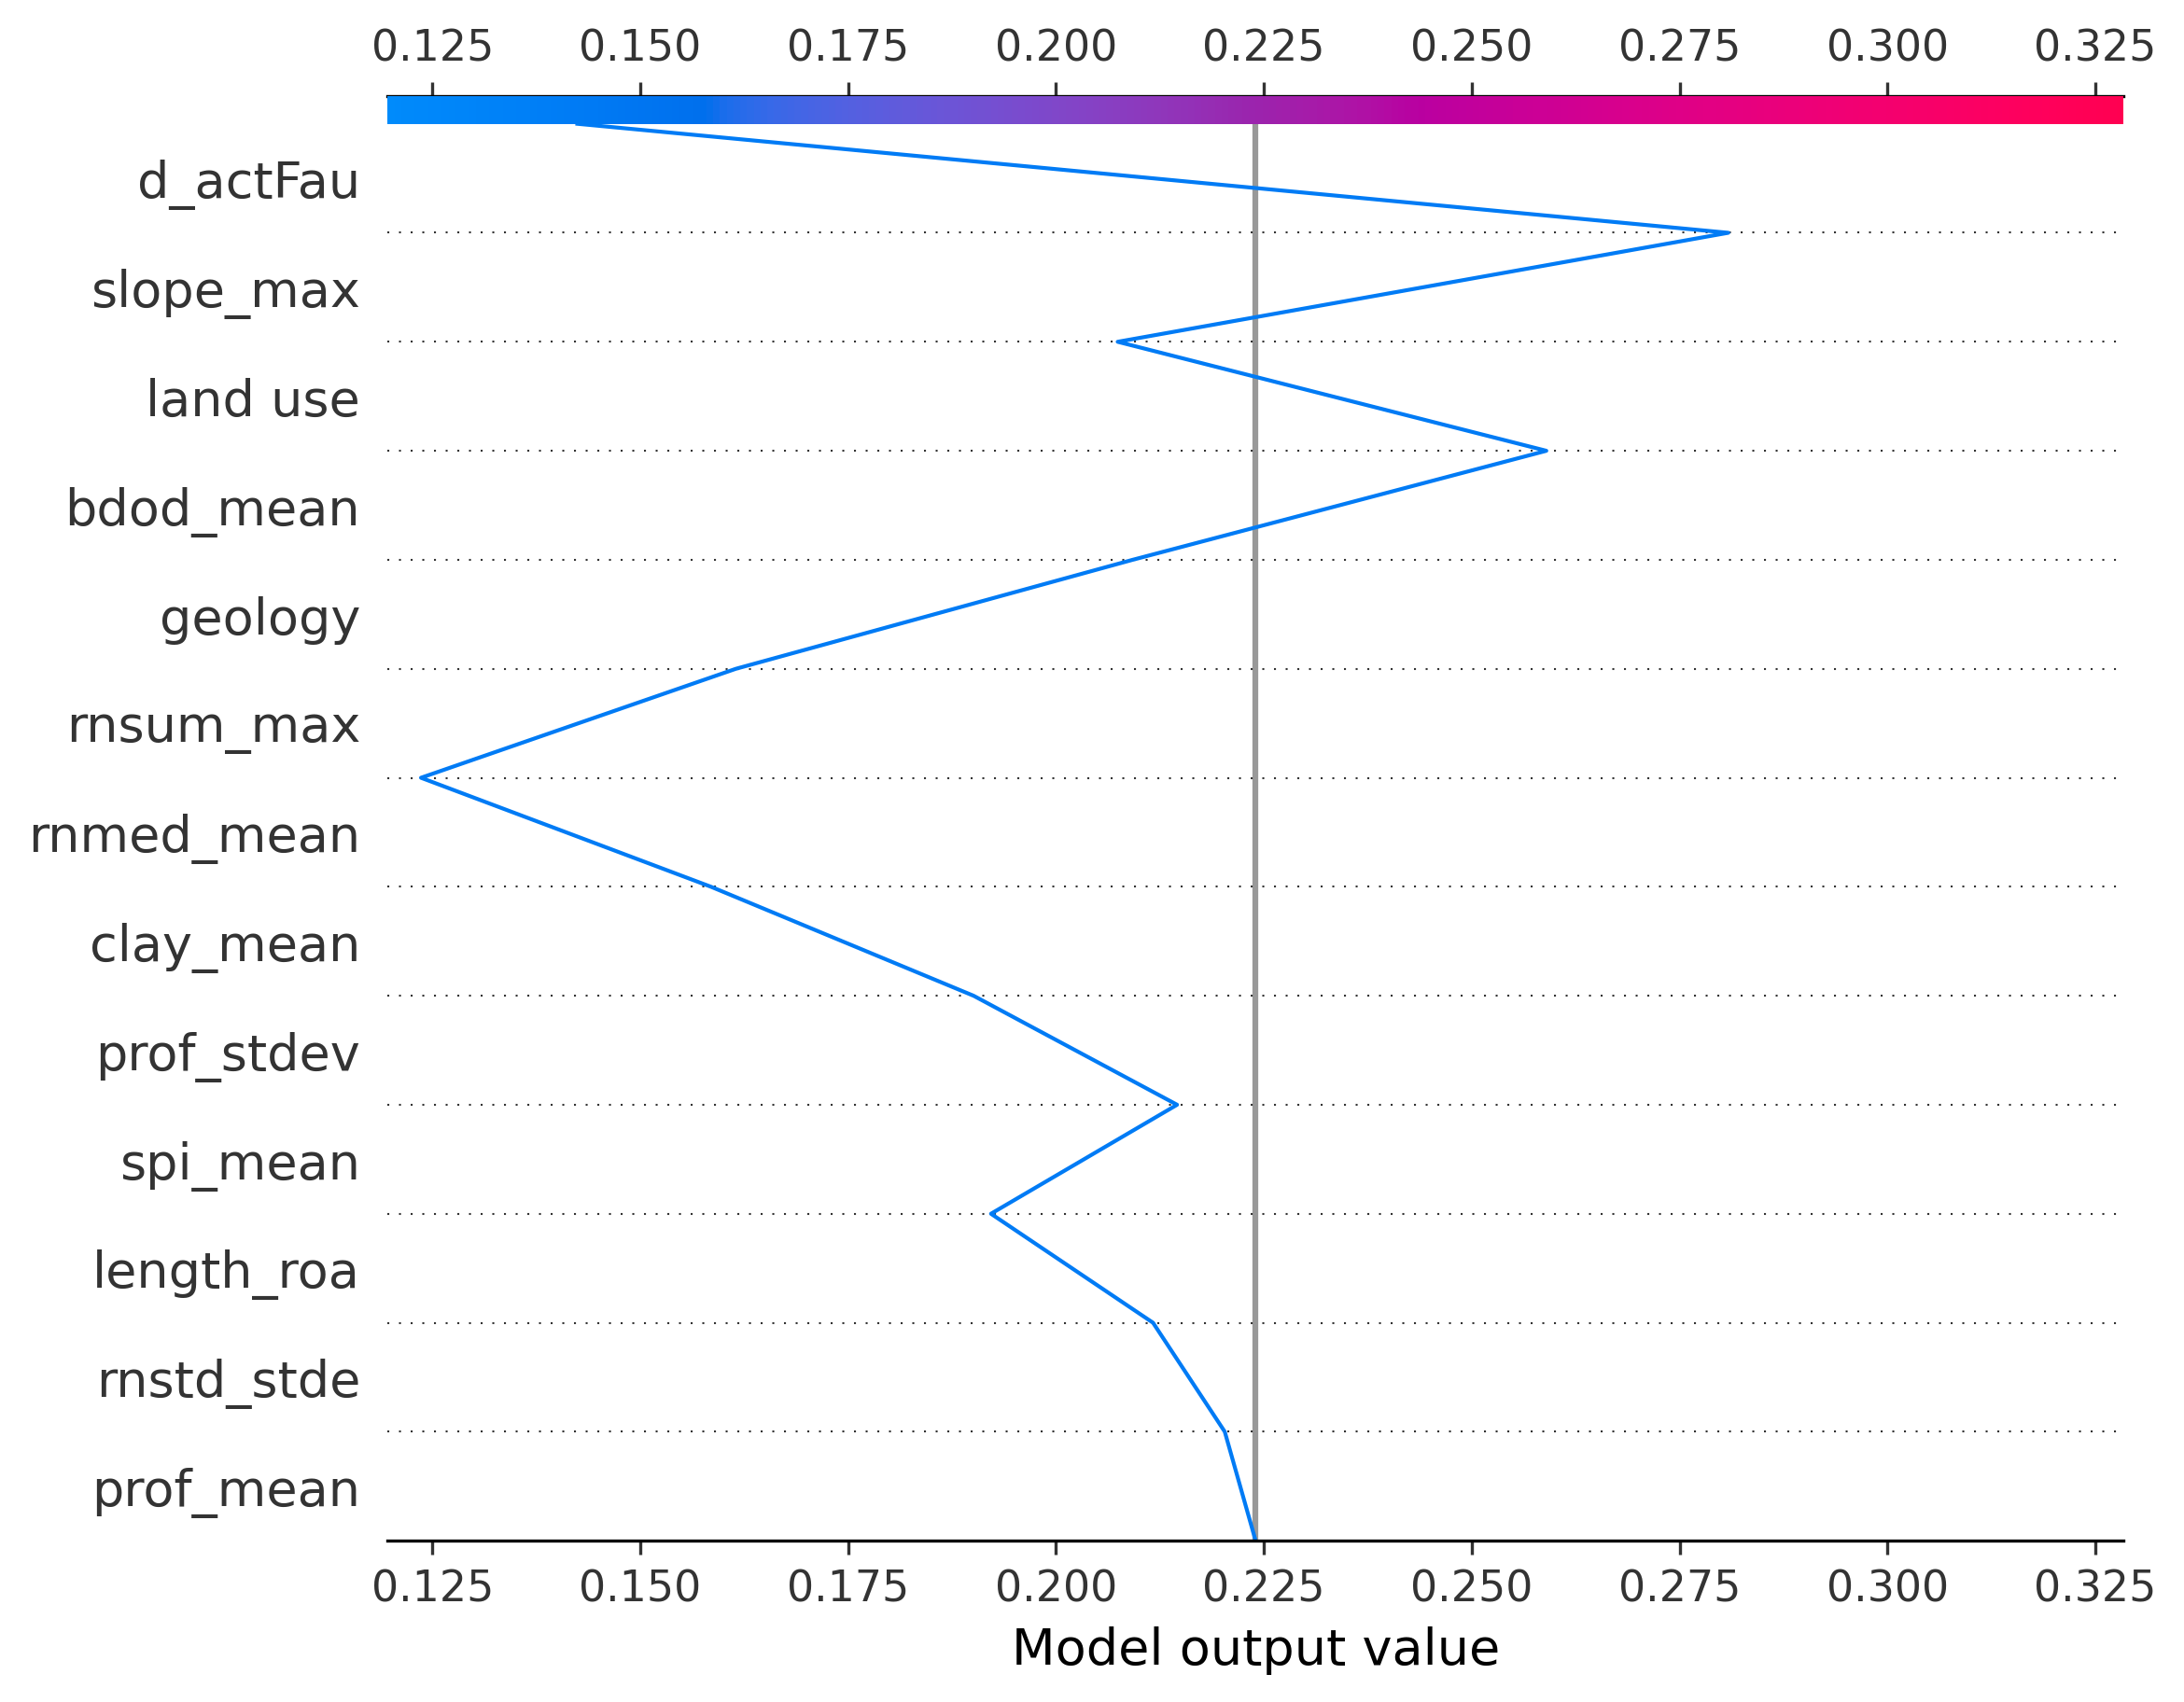 0.125 0.150 0.175 0.200 0.225 0.250 0.275 0.300 0.325
d_actFau
slope_max
land use
bdod_mean
geology
rnsum_max
rnmed_mean
clay_mean
prof_stdev
spi_mean
length_roa
rnstd_stde
prof_mean
0.125 0.150 0.175 0.200 0.225 0.250 0.275 0.300 0.325
Model output value